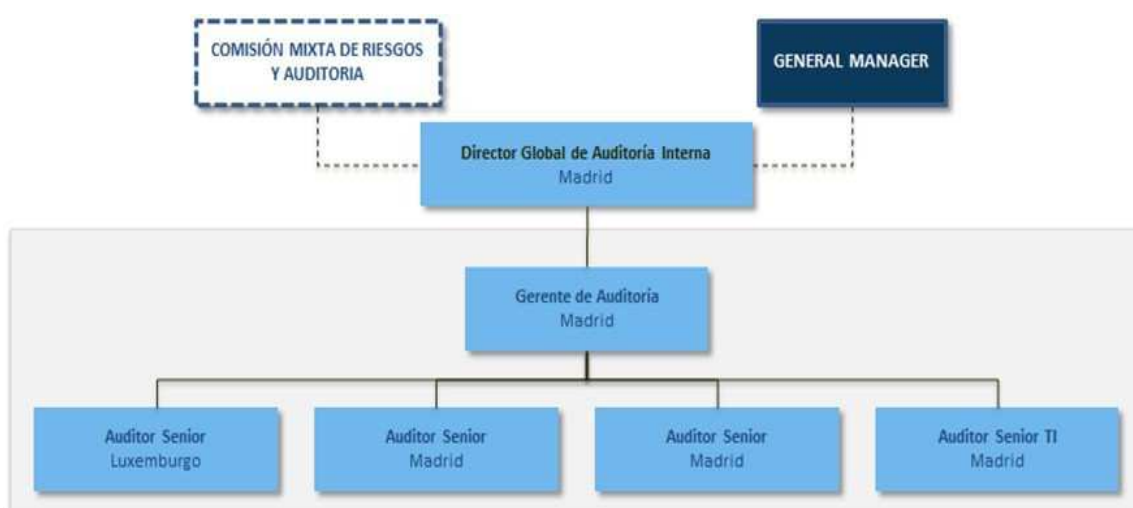 COMISIÓN MIXTA DE RIESGOS
Y AUDITORIA
GENERAL MANAGER
Director Global de Auditoría Interna
Madrid
Gerente de Auditoría
Madrid
Auditor Senior
Luxemburgo
Auditor Senior
Madrid
Auditor Senior
Madrid
Auditor Senior TI
Madrid